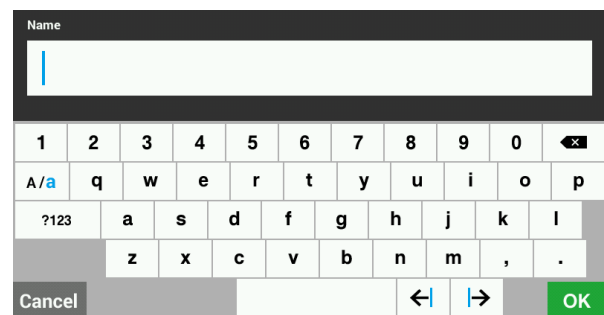 Name
1 2 3 4 5 6 7 8 9 0
A/a q w e r t y u i o p
?123 a s d f g h j k l
z x c v b n m , .
Cancel OK